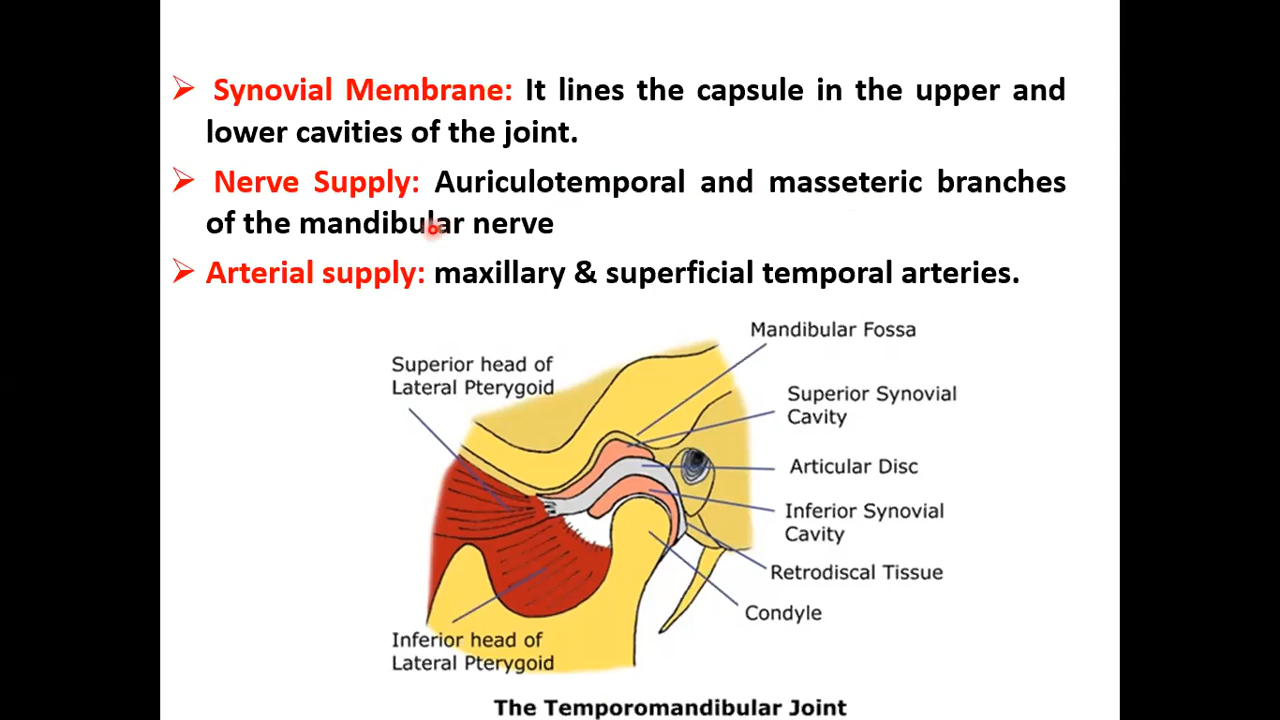 ➢ Synovial Membrane: It lines the capsule in the upper and
lower cavities of the joint.
➢ Nerve Supply: Auriculotemporal and masseteric branches
of the mandibular nerve
➢ Arterial supply: maxillary & superficial temporal arteries.
Mandibular Fossa
Superior head of
Lateral Pterygoid
Superior Synovial
Cavity
Articular Disc
Inferior Synovial
Cavity
Retrodiscal Tissue
Condyle
Inferior head of
Lateral Pterygoid
The Temporomandibular Joint